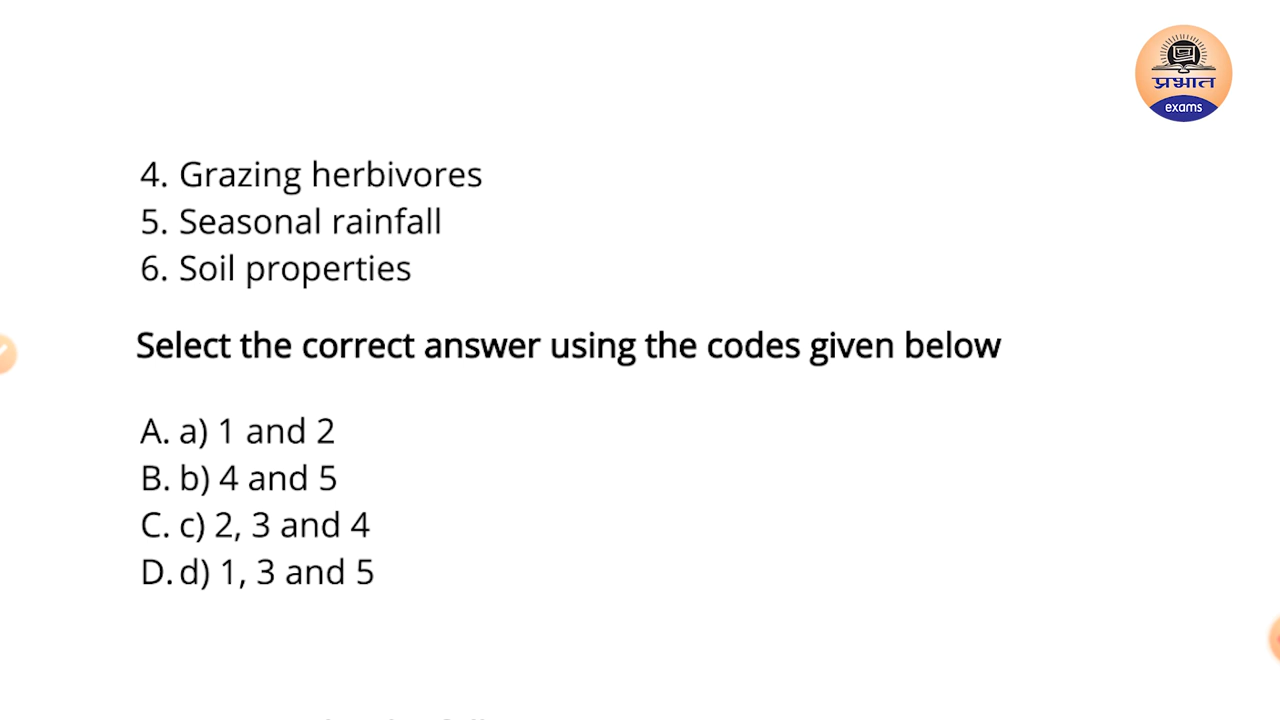 प्रभात
exams
4. Grazing herbivores
5. Seasonal rainfall
6. Soil properties
Select the correct answer using the codes given below
A. a) 1 and 2
B. b) 4 and 5
C. c) 2, 3 and 4
D. d) 1, 3 and 5